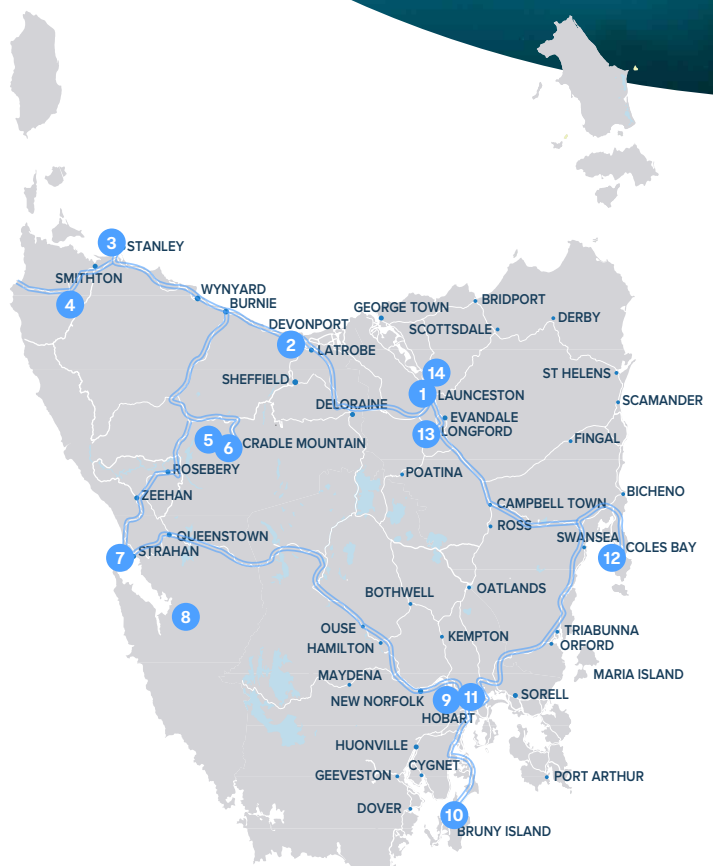 3
STANLEY
SMITHTON
4
WYNYARD
BURNIE
GEORGE TOWN
BRIDPORT
DEVONPORT
SCOTTSDALE
DERBY
2
LATROBE
14
ST HELENS
SHEFFIELD
1
LAUNCESTON
SCAMANDER
DELORAINE
EVANDALE
13
LONGFORD
5
6
CRADLE MOUNTAIN
FINGAL
ROSEBERY
POATINA
ZEEHAN
BICHENO
CAMPBELL TOWN
ROSS
QUEENSTOWN
SWANSEA
7
STRAHAN
12
COLES BAY
BOTHWELL
OATLANDS
8
OUSE
KEMPTON
TRIABUNNA
HAMILTON
ORFORD
MAYDENA
MARIA ISLAND
NEW NORFOLK
9
11
SORELL
HOBART
HUONVILLE
CYGNET
GEEVESTON
PORT ARTHUR
DOVER
10
BRUNY ISLAND